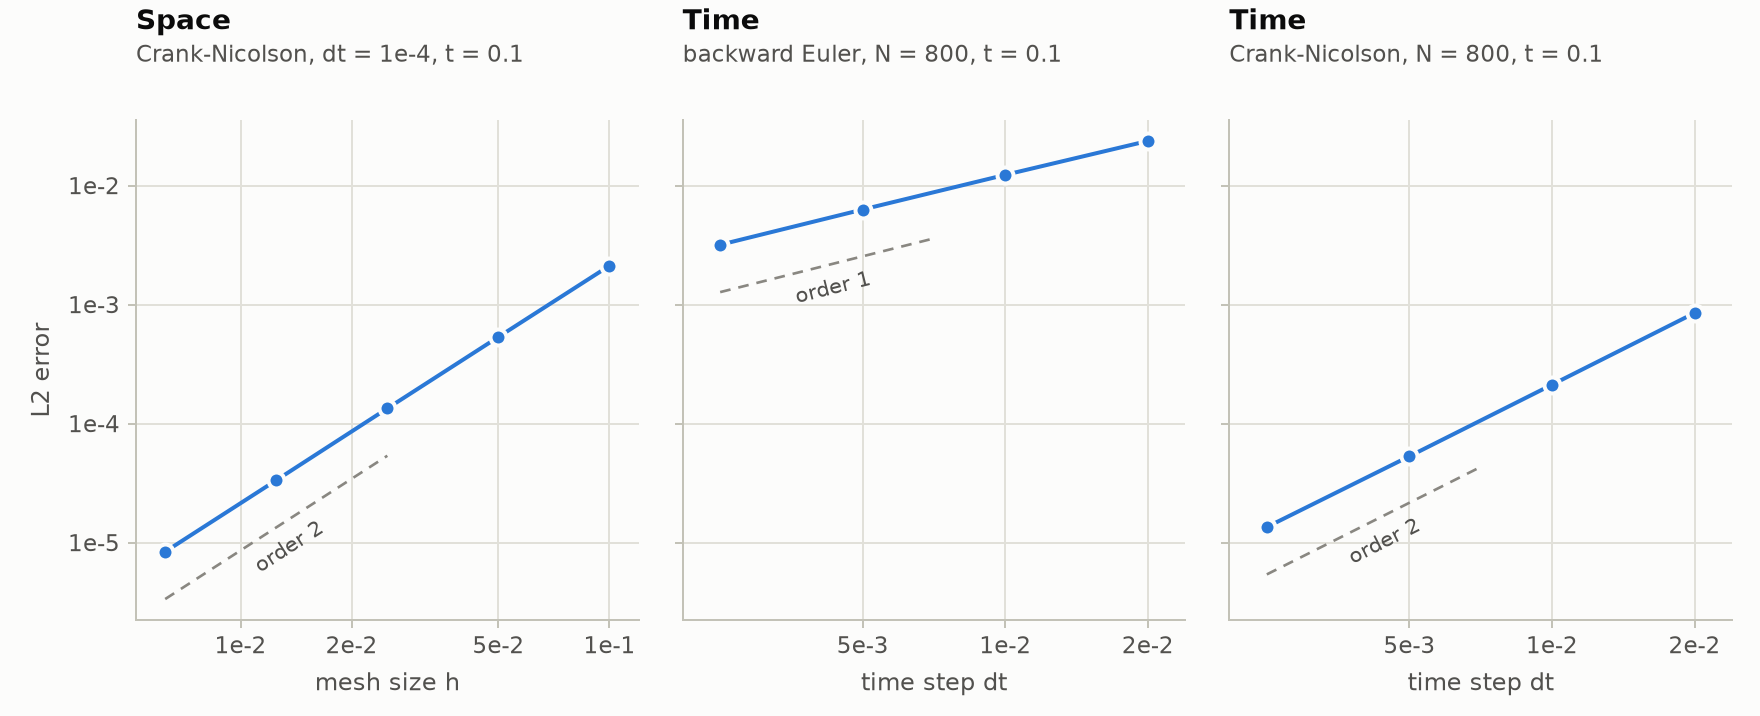 Space
Crank-Nicolson, dt = 1e-4, t = 0.1
Time
backward Euler, N = 800, t = 0.1
Time
Crank-Nicolson, N = 800, t = 0.1
L2 error
1e-2
1e-3
1e-4
1e-5
order 2
1e-2
2e-2
5e-2
1e-1
mesh size h
order 1
5e-3
1e-2
2e-2
time step dt
order 2
5e-3
1e-2
2e-2
time step dt